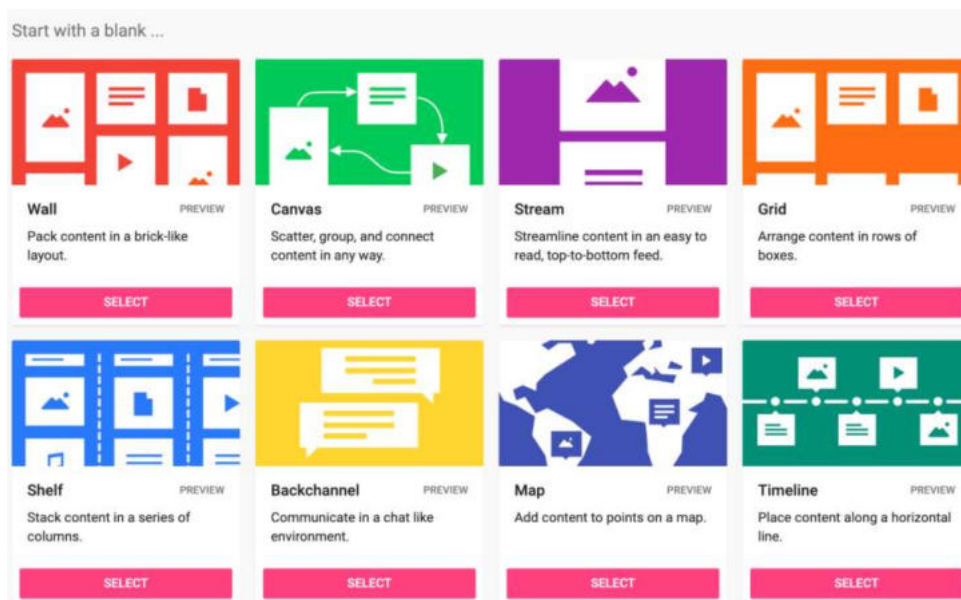 Start with a blank ...
Wall PREVIEW
Pack content in a brick-like
layout.
SELECT
Canvas PREVIEW
Scatter, group, and connect
content in any way.
SELECT
Stream PREVIEW
Streamline content in an easy to
read, top-to-bottom feed.
SELECT
Grid PREVIEW
Arrange content in rows of
boxes.
SELECT
Shelf PREVIEW
Stack content in a series of
columns.
SELECT
Backchannel PREVIEW
Communicate in a chat like
environment.
SELECT
Map PREVIEW
Add content to points on a map.
SELECT
Timeline PREVIEW
Place content along a horizontal
line.
SELECT